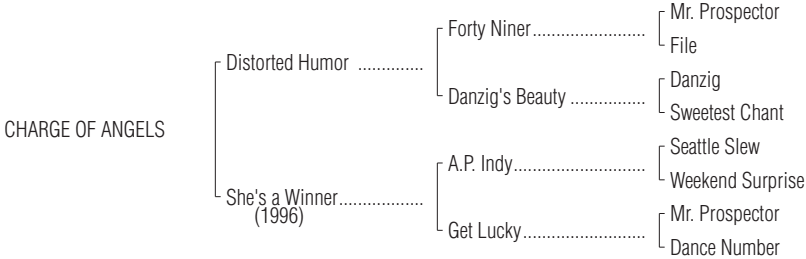 Mr. Prospector
Forty Niner........................
File
Distorted Humor ..............
Danzig
Danzig's Beauty ................
Sweetest Chant
CHARGE OF ANGELS
Seattle Slew
A.P. Indy............................
Weekend Surprise
She's a Winner..................
(1996)
Mr. Prospector
Get Lucky..........................
Dance Number